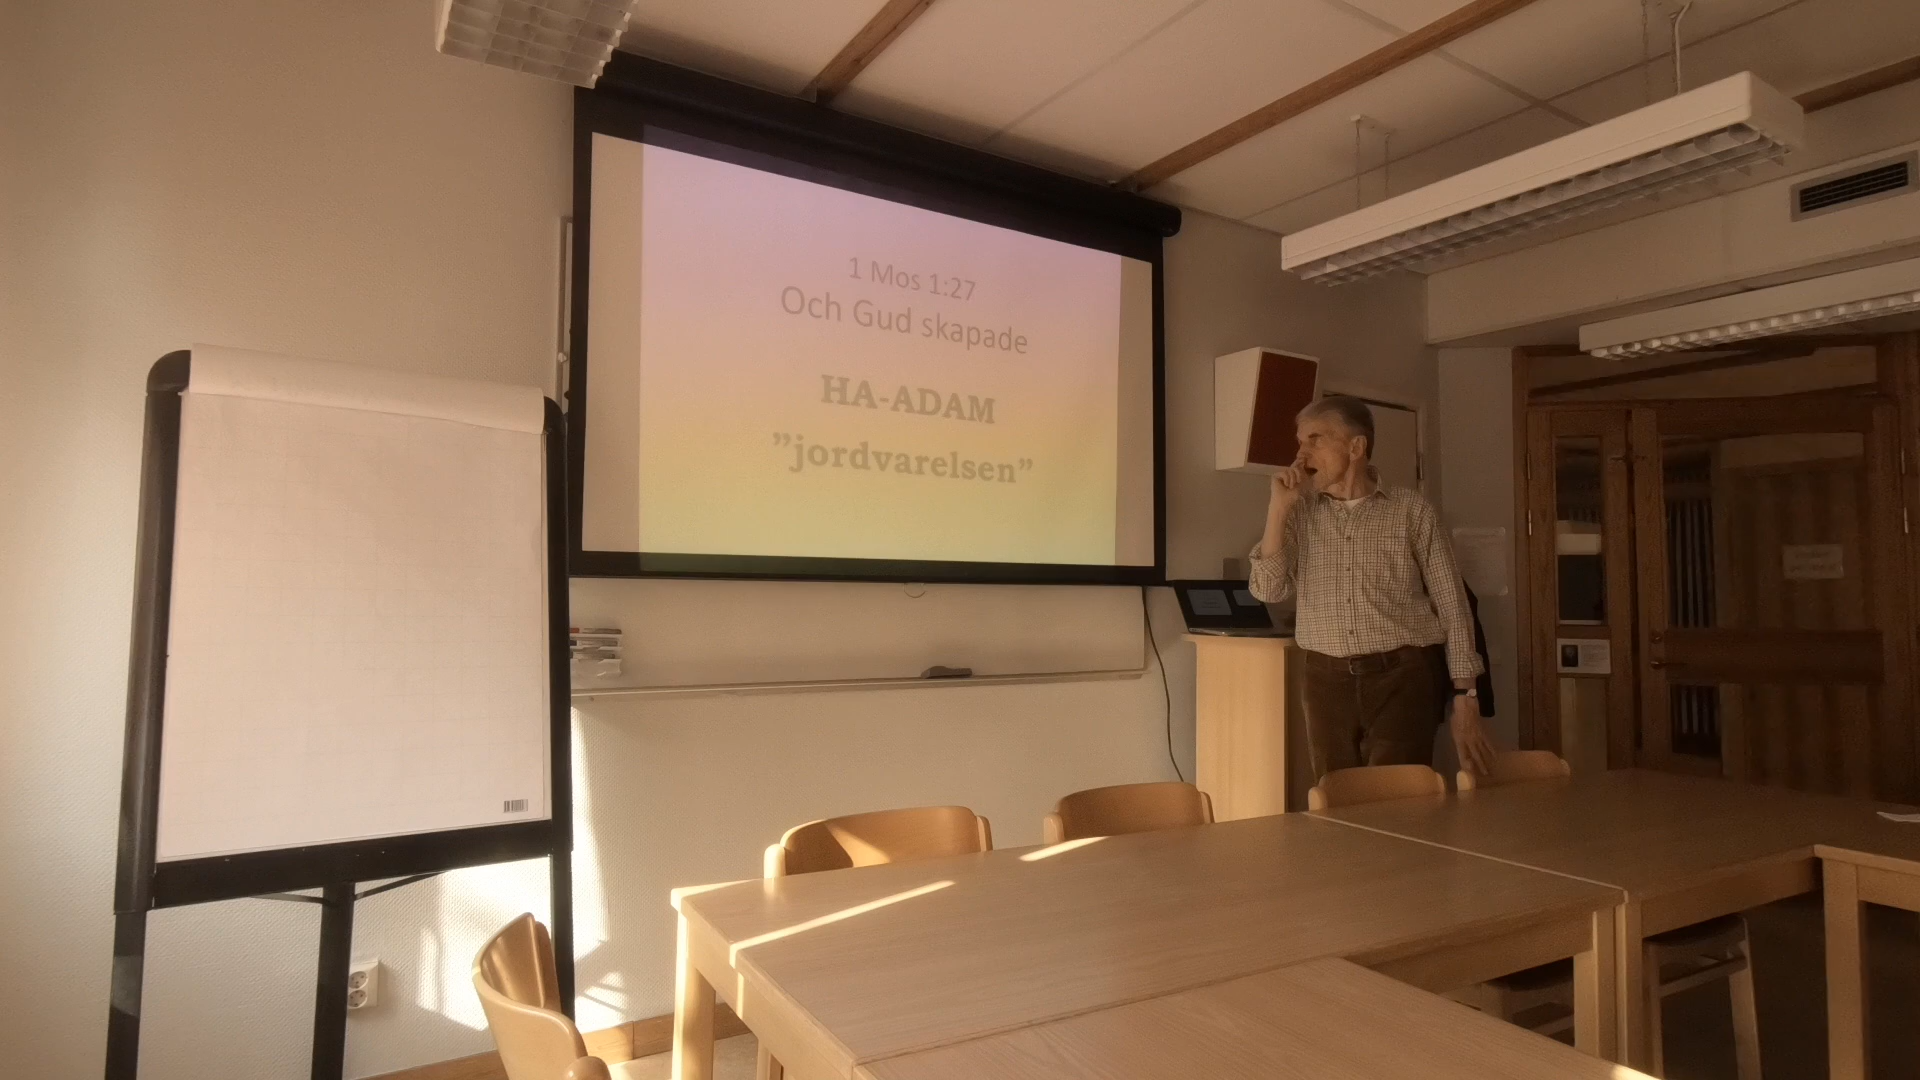 1 Mos 1:27
Och Gud skapade
HA-ADAM
”jordvarelsen”